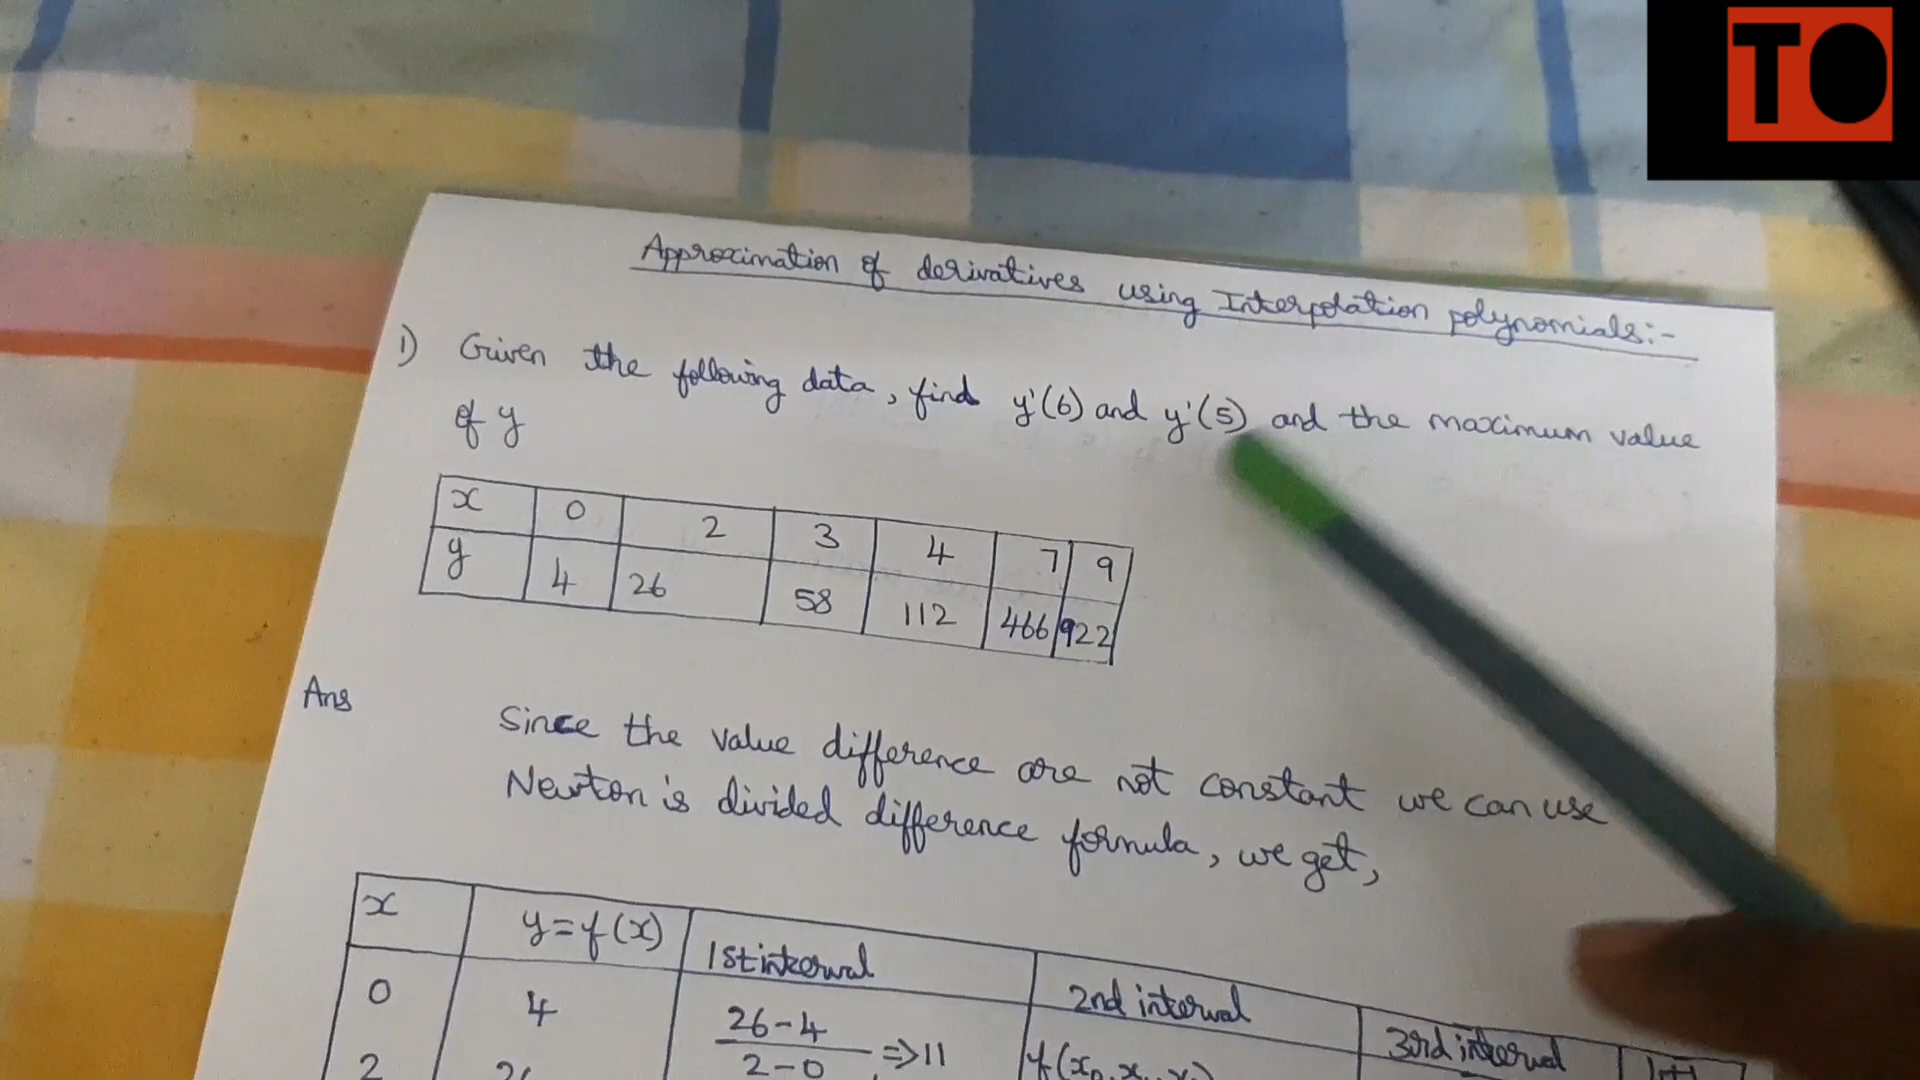 TO
Approximation of derivatives using Interpolation polynomials:-
1) Given the following data, find y'(6) and y'(5) and the maximum value
of y
x 0 2 3 4 7 9
y 4 26 58 112 466 922
Ans
Since the value difference are not constant we can use
Newton is divided difference formula, we get,
x y=f(x) 1st interval 2nd interval 3rd interval
0 4 26-4
2-0 =>11
2